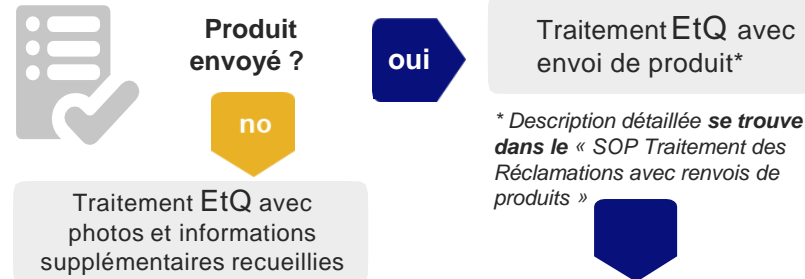 Produit
envoyé ?
oui
Traitement EtQ avec
envoi de produit*
no
* Description détaillée se trouve
dans le « SOP Traitement des
Réclamations avec renvois de
produits »
Traitement EtQ avec
photos et informations
supplémentaires recueillies